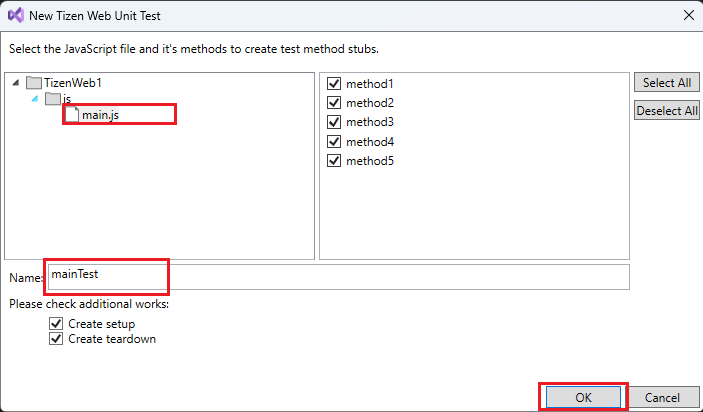 New Tizen Web Unit Test
Select the JavaScript file and it's methods to create test method stubs.
TizenWeb1
js
main.js
method1
method2
method3
method4
method5
Select All
Deselect All
Name:
mainTest
Please check additional works:
Create setup
Create teardown
OK
Cancel